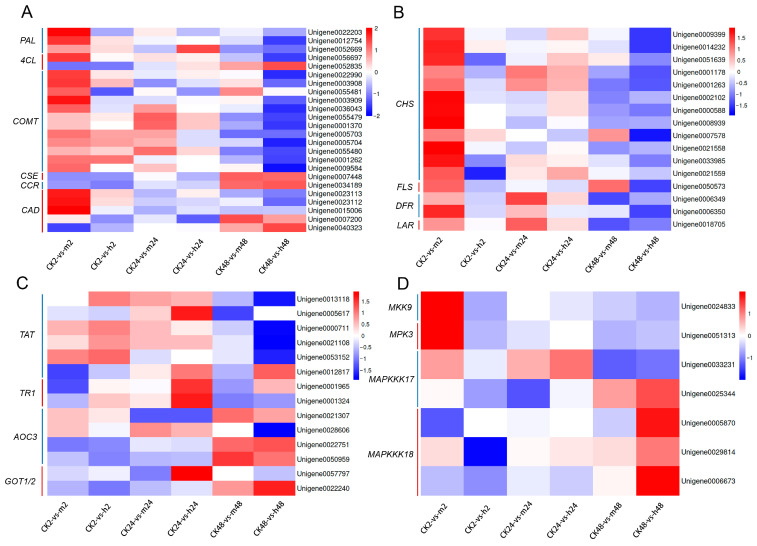 A
PAL
4CL
COMT
CSE
CCR
CAD
Unigene0022203
Unigene0012754
Unigene0052669
Unigene0056697
Unigene0052835
Unigene0022990
Unigene0003908
Unigene0055481
Unigene0003909
Unigene0036043
Unigene0055479
Unigene0001370
Unigene0005703
Unigene0005704
Unigene0055480
Unigene0001262
Unigene0009584
Unigene0007448
Unigene0034189
Unigene0023113
Unigene0023112
Unigene0015006
Unigene0007200
Unigene0040323
2
1
0
-1
-2
CK2-vs-m2
CK2-vs-h2
CK24-vs-m24
CK24-vs-h24
CK48-vs-m48
CK48-vs-h48
B
CHS
FLS
DFR
LAR
Unigene0009399
Unigene0014232
Unigene0051639
Unigene0001178
Unigene0001263
Unigene0002102
Unigene0000588
Unigene0008939
Unigene0007578
Unigene0021558
Unigene0033985
Unigene0021559
Unigene0050573
Unigene0006349
Unigene0006350
Unigene0018705
1.5
1
0.5
0
-0.5
-1
-1.5
CK2-vs-m2
CK2-vs-h2
CK24-vs-m24
CK24-vs-h24
CK48-vs-m48
CK48-vs-h48
C
TAT
TR1
AOC3
GOT1/2
Unigene0013118
Unigene0005617
Unigene0000711
Unigene0021108
Unigene0053152
Unigene0012817
Unigene0001965
Unigene0001324
Unigene0021307
Unigene0028606
Unigene0022751
Unigene0050959
Unigene0057797
Unigene0022240
1.5
1
0.5
0
-0.5
-1
-1.5
CK2-vs-m2
CK2-vs-h2
CK24-vs-m24
CK24-vs-h24
CK48-vs-m48
CK48-vs-h48
D
MKK9
MPK3
MAPKKK17
MAPKKK18
Unigene0024833
Unigene0051313
Unigene0033231
Unigene0025344
Unigene0005870
Unigene0029814
Unigene0006673
1.5
1
0.5
0
-0.5
-1
-1.5
CK2-vs-m2
CK2-vs-h2
CK24-vs-m24
CK24-vs-h24
CK48-vs-m48
CK48-vs-h48